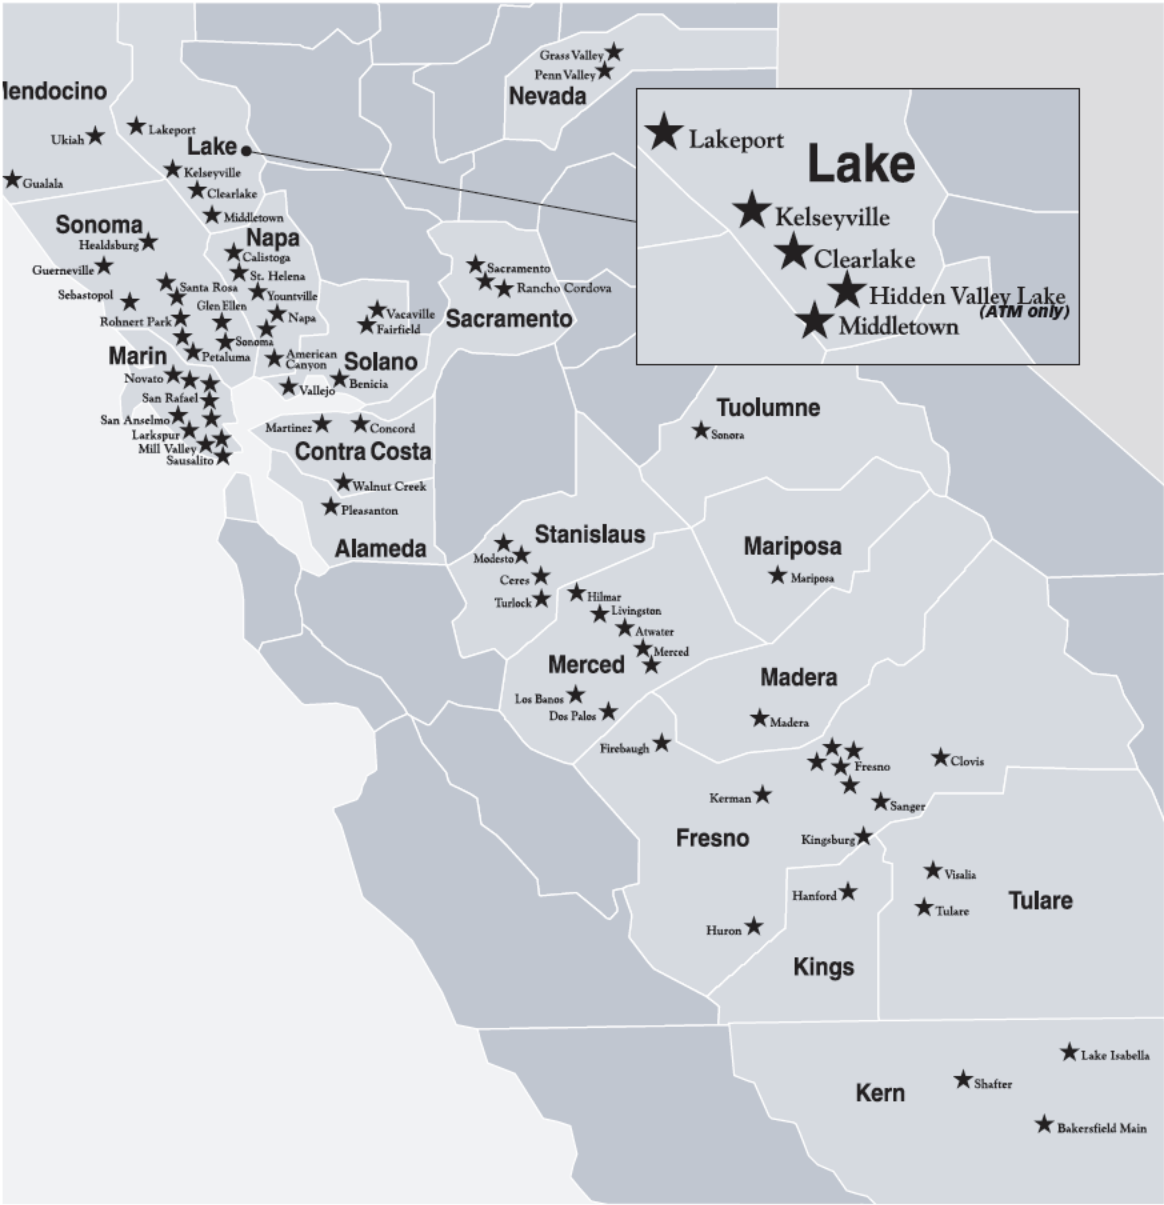 Grass Valley
Penn Valley
Nevada
Mendocino
Ukiah
Lakeport
Lake
Kelseyville
Gualala
Clearlake
Middletown
Lakeport
Lake
Kelseyville
Clearlake
Hidden Valley Lake
(ATM only)
Middletown
Sonoma
Healdsburg
Napa
Calistoga
Guerneville
St. Helena
Santa Rosa
Yountville
Sebastopol
Glen Ellen
Rohnert Park
Napa
Sonoma
Petaluma
American
Canyon
Sacramento
Rancho Cordova
Sacramento
Vacaville
Fairfield
Solano
Benicia
Vallejo
Marin
Novato
San Rafael
San Anselmo
Larkspur
Mill Valley
Sausalito
Martinez
Concord
Contra Costa
Walnut Creek
Pleasanton
Alameda
Tuolumne
Sonora
Stanislaus
Modesto
Ceres
Turlock
Mariposa
Mariposa
Hilmar
Livingston
Atwater
Merced
Merced
Los Banos
Dos Palos
Madera
Madera
Firebaugh
Fresno
Clovis
Kerman
Sanger
Fresno
Kingsburg
Hanford
Visalia
Tulare
Tulare
Huron
Kings
Lake Isabella
Shafter
Kern
Bakersfield Main